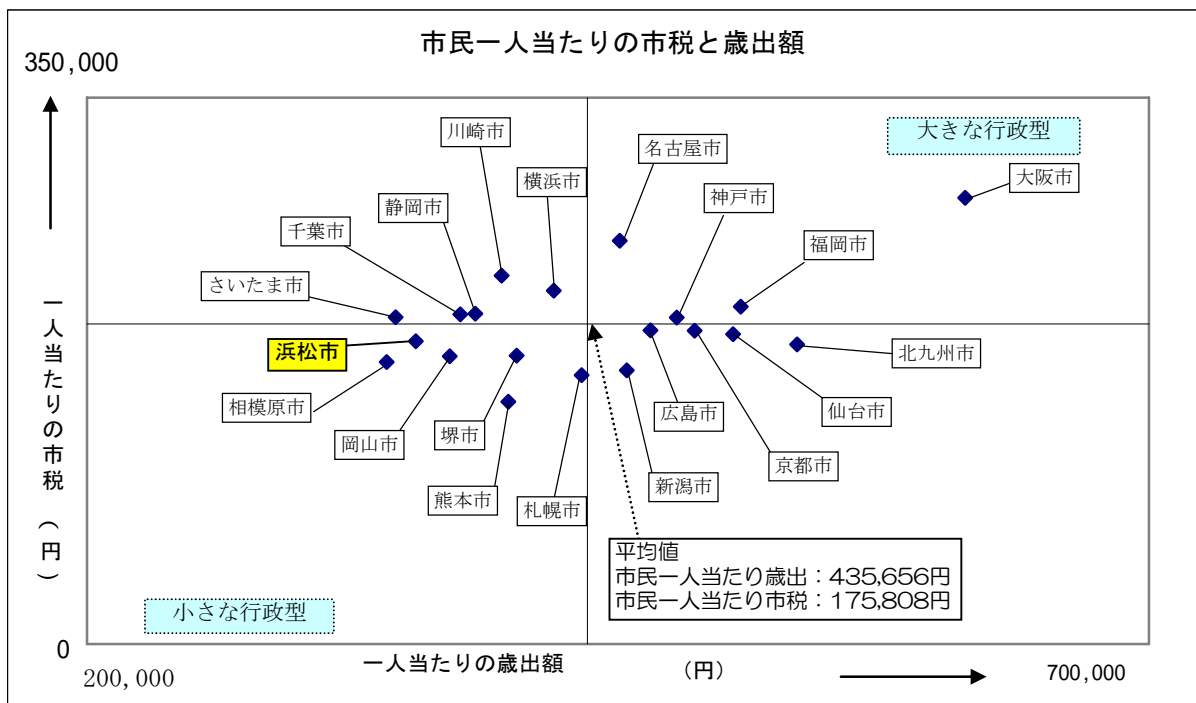 市民一人当たりの市税と歳出額
350,000
大きな行政型
川崎市
名古屋市
横浜市
大阪市
静岡市
神戸市
千葉市
福岡市
さいたま市
浜松市
北九州市
相模原市
広島市
仙台市
岡山市
堺市
京都市
新潟市
熊本市
札幌市
一人当たりの市税 (円)
平均値
市民一人当たり歳出:435,656円
市民一人当たり市税:175,808円
小さな行政型
0
一人当たりの歳出額 (円)
200,000
700,000